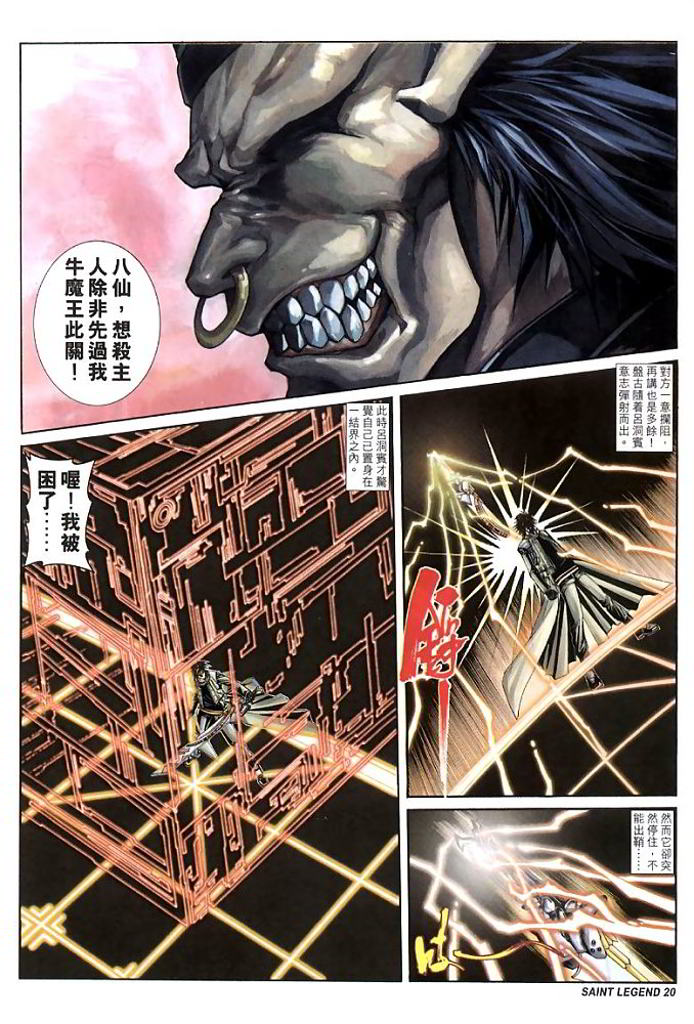 八仙，想殺主
人除非先過我
牛魔王此關！
對方一意攔阻，
再講也是多餘！
盤古隨着呂洞賓
意志彈射而出。
然而它卻突
然停住，不
能出鞘……
此時呂洞賓才驚
覺自己已置身在
一結界之內。
喔！我被
困了……
SAINT LEGEND 20